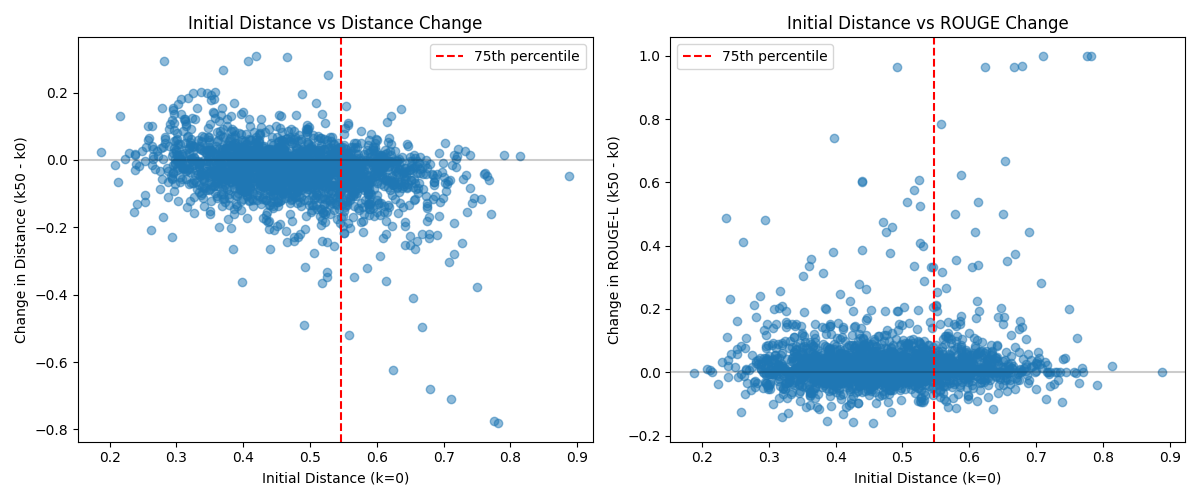 Initial Distance vs Distance Change
75th percentile
Change in Distance (k50 - k0)
0.2
0.0
−0.2
−0.4
−0.6
−0.8
0.2 0.3 0.4 0.5 0.6 0.7 0.8 0.9
Initial Distance (k=0)
Initial Distance vs ROUGE Change
75th percentile
Change in ROUGE-L (k50 - k0)
1.0
0.8
0.6
0.4
0.2
0.0
−0.2
0.2 0.3 0.4 0.5 0.6 0.7 0.8 0.9
Initial Distance (k=0)